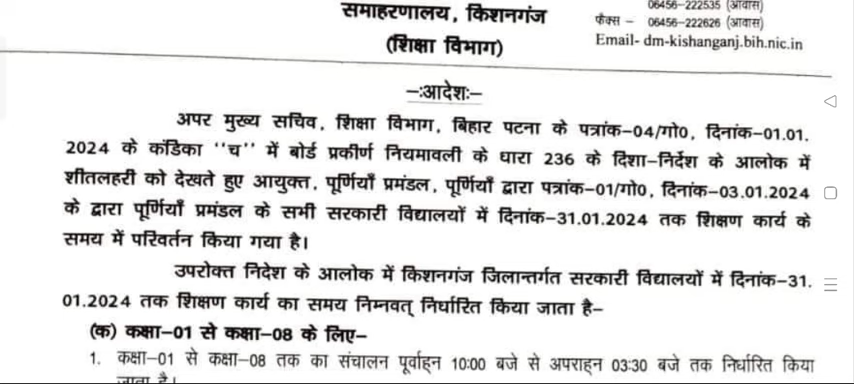 समाहरणालय, किशनगंज
06456-222535 (आवास)
फैक्स – 06456-222626 (आवास)
(शिक्षा विभाग)
Email- dm-kishanganj.bih.nic.in
-:आदेश:-
अपर मुख्य सचिव, शिक्षा विभाग, बिहार पटना के पत्रांक-04/गो0, दिनांक-01.01.
2024 के कंडिका ''च'' में बोर्ड प्रकीर्ण नियमावली के धारा 236 के दिशा-निर्देश के आलोक में
शीतलहरी को देखते हुए आयुक्त, पूर्णियाँ प्रमंडल, पूर्णियाँ द्वारा पत्रांक-01/गो0, दिनांक-03.01.2024
के द्वारा पूर्णियाँ प्रमंडल के सभी सरकारी विद्यालयों में दिनांक-31.01.2024 तक शिक्षण कार्य के
समय में परिवर्तन किया गया है।
उपरोक्त निदेश के आलोक में किशनगंज जिलान्तर्गत सरकारी विद्यालयों में दिनांक-31.
01.2024 तक शिक्षण कार्य का समय निम्नवत् निर्धारित किया जाता है-
(क) कक्षा-01 से कक्षा-08 के लिए-
1. कक्षा-01 से कक्षा-08 तक का संचालन पूर्वाह्न 10:00 बजे से अपराह्न 03:30 बजे तक निर्धारित किया
जाता है।